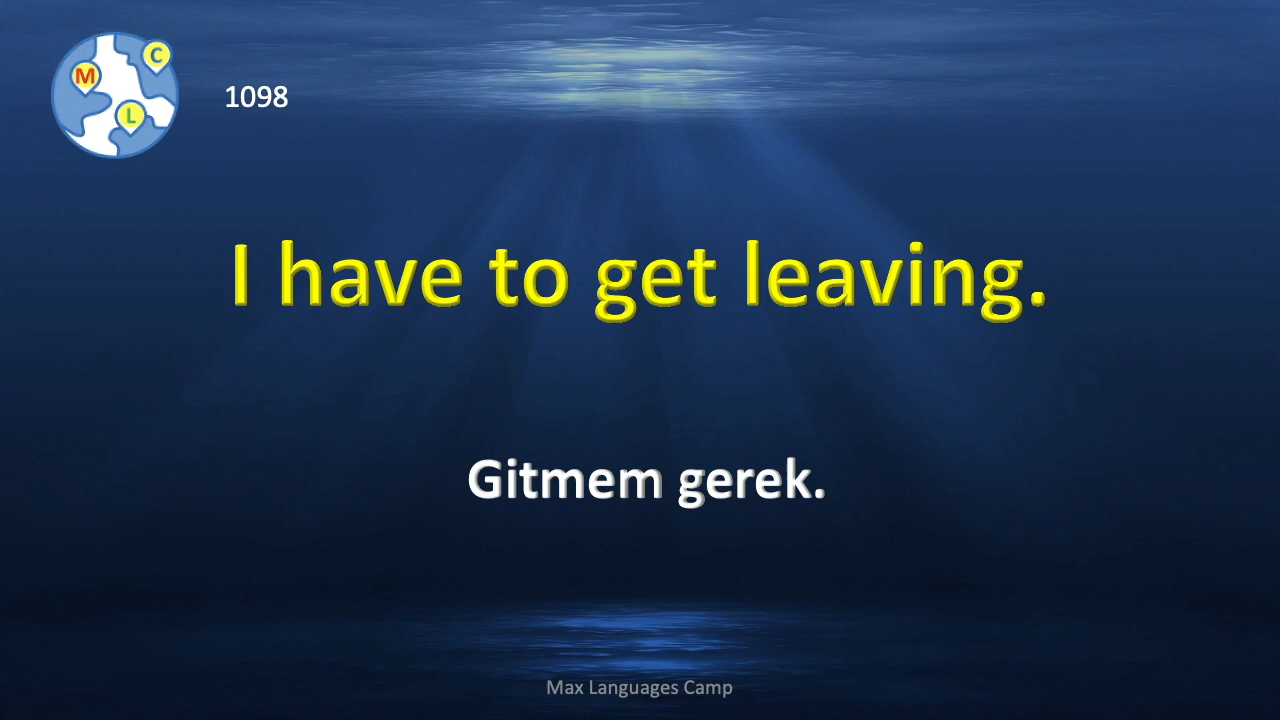 C
M
L
1098
I have to get leaving.
Gitmem gerek.
Max Languages Camp